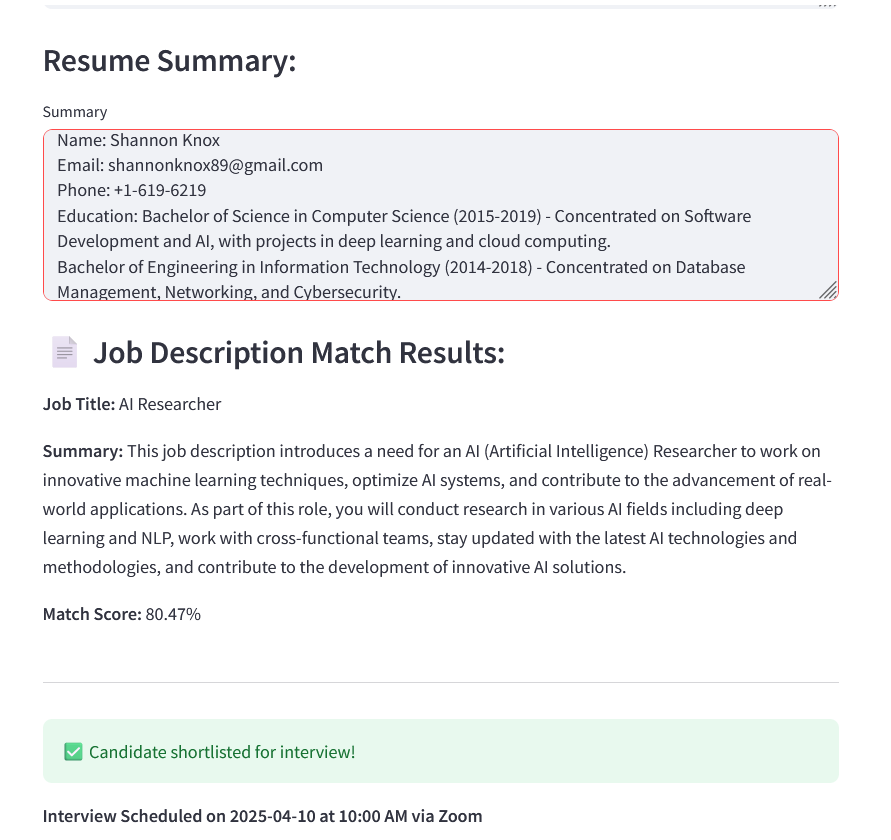 Resume Summary:
Summary
Name: Shannon Knox
Email: shannonknox89@gmail.com
Phone: +1-619-6219
Education: Bachelor of Science in Computer Science (2015-2019) - Concentrated on Software
Development and AI, with projects in deep learning and cloud computing.
Bachelor of Engineering in Information Technology (2014-2018) - Concentrated on Database
Management, Networking, and Cybersecurity.
Job Description Match Results:
Job Title: AI Researcher
Summary: This job description introduces a need for an AI (Artificial Intelligence) Researcher to work on
innovative machine learning techniques, optimize AI systems, and contribute to the advancement of real-
world applications. As part of this role, you will conduct research in various AI fields including deep
learning and NLP, work with cross-functional teams, stay updated with the latest AI technologies and
methodologies, and contribute to the development of innovative AI solutions.
Match Score: 80.47%
Candidate shortlisted for interview!
Interview Scheduled on 2025-04-10 at 10:00 AM via Zoom